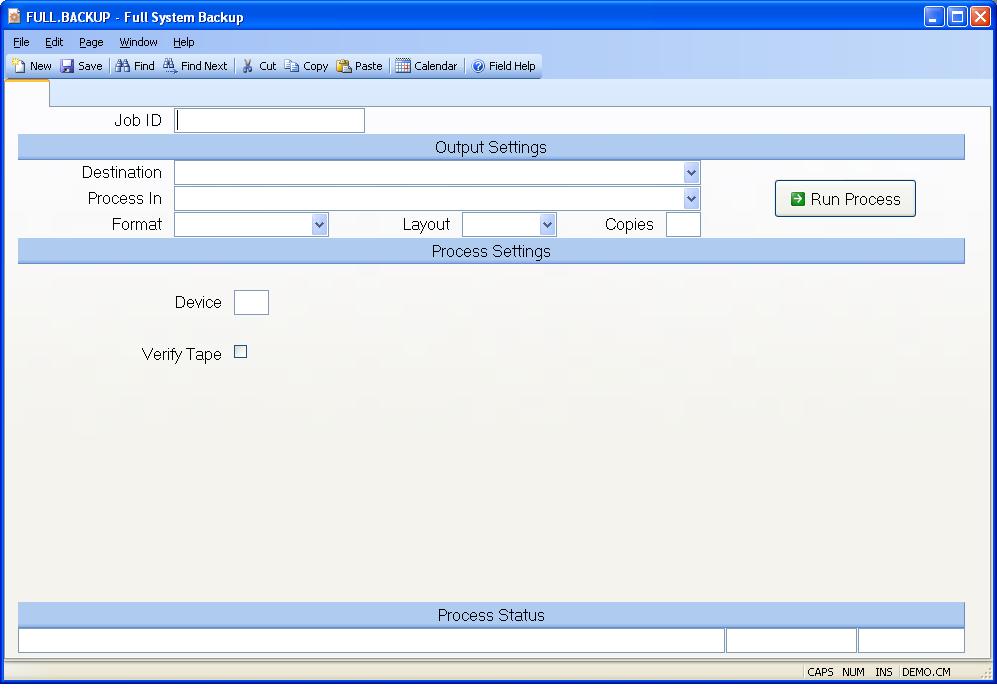 FULL.BACKUP - Full System Backup
File Edit Page Window Help
New Save Find Find Next Cut Copy Paste Calendar Field Help
Job ID
Output Settings
Destination
Process In
Run Process
Format Layout Copies
Process Settings
Device
Verify Tape
Process Status
CAPS NUM INS DEMO.CM